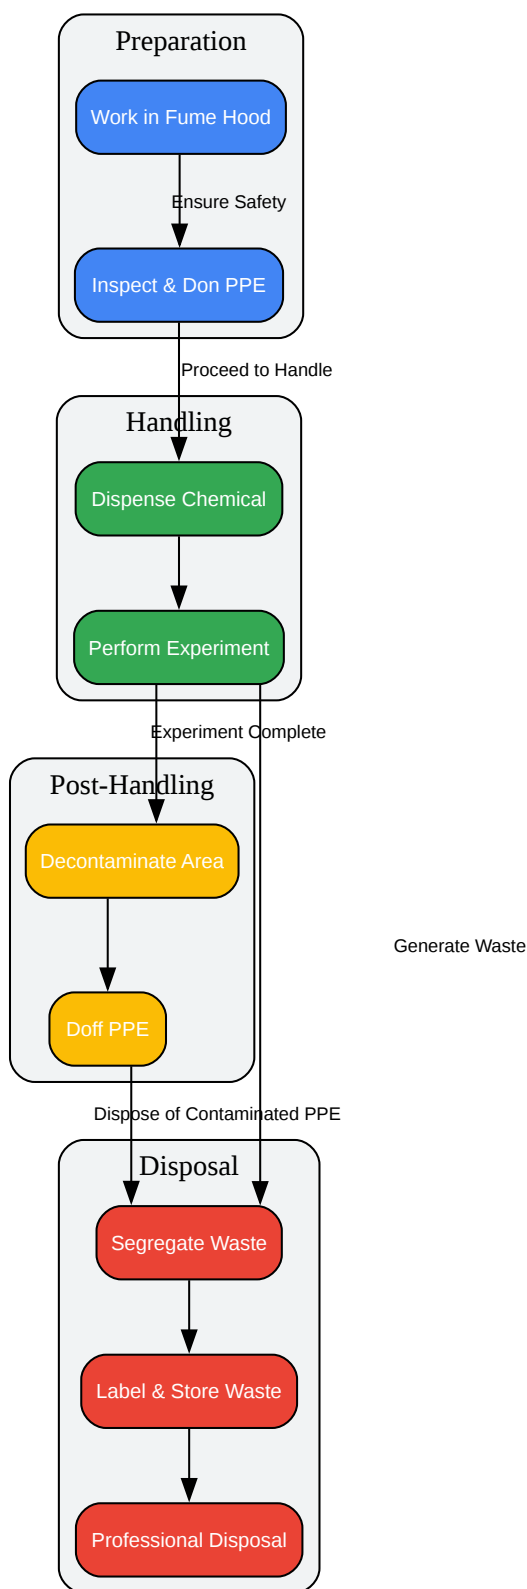 Preparation
Work in Fume Hood
Ensure Safety
Inspect & Don PPE
Proceed to Handle
Handling
Dispense Chemical
Perform Experiment
Experiment Complete
Post-Handling
Decontaminate Area
Generate Waste
Doff PPE
Dispose of Contaminated PPE
Disposal
Segregate Waste
Label & Store Waste
Professional Disposal